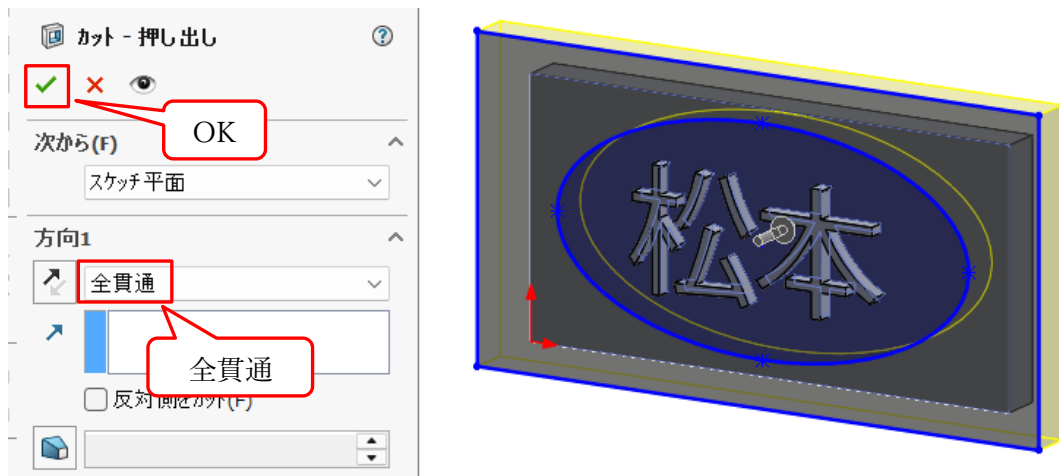 カット - 押し出し
OK
次から(F)
スケッチ平面
方向1
全貫通
全貫通
反対側をカット(F)
松本